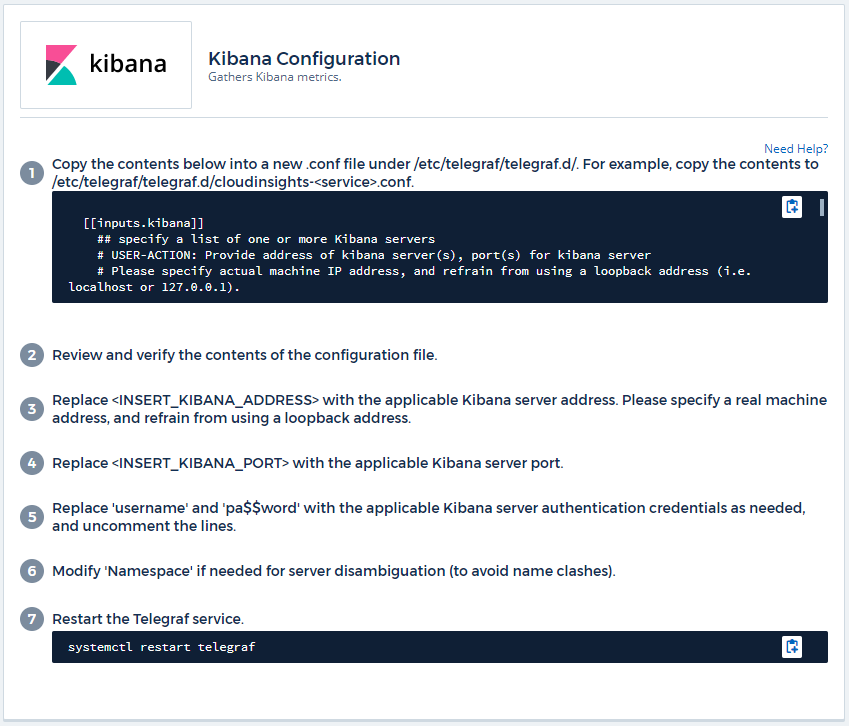 kibana
Kibana Configuration
Gathers Kibana metrics.
Need Help?
1
Copy the contents below into a new .conf file under /etc/telegraf/telegraf.d/. For example, copy the contents to
/etc/telegraf/telegraf.d/cloudinsights-<service>.conf.
[[inputs.kibana]]
## specify a list of one or more Kibana servers
# USER-ACTION: Provide address of kibana server(s), port(s) for kibana server
# Please specify actual machine IP address, and refrain from using a loopback address (i.e.
localhost or 127.0.0.1).
2
Review and verify the contents of the configuration file.
3
Replace <INSERT_KIBANA_ADDRESS> with the applicable Kibana server address. Please specify a real machine
address, and refrain from using a loopback address.
4
Replace <INSERT_KIBANA_PORT> with the applicable Kibana server port.
5
Replace 'username' and 'pa$$word' with the applicable Kibana server authentication credentials as needed,
and uncomment the lines.
6
Modify 'Namespace' if needed for server disambiguation (to avoid name clashes).
7
Restart the Telegraf service.
systemctl restart telegraf